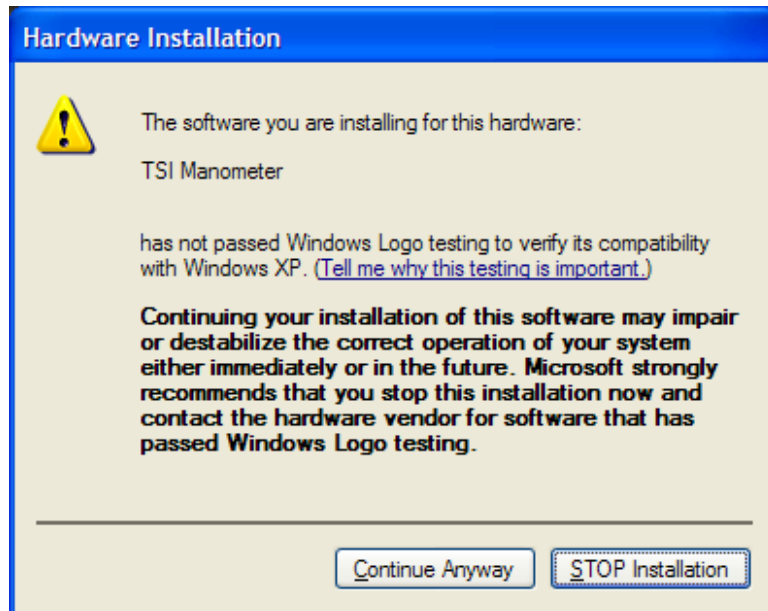 Hardware Installation
The software you are installing for this hardware:
TSI Manometer
has not passed Windows Logo testing to verify its compatibility
with Windows XP. (Tell me why this testing is important.)
Continuing your installation of this software may impair
or destabilize the correct operation of your system
either immediately or in the future. Microsoft strongly
recommends that you stop this installation now and
contact the hardware vendor for software that has
passed Windows Logo testing.
Continue Anyway STOP Installation